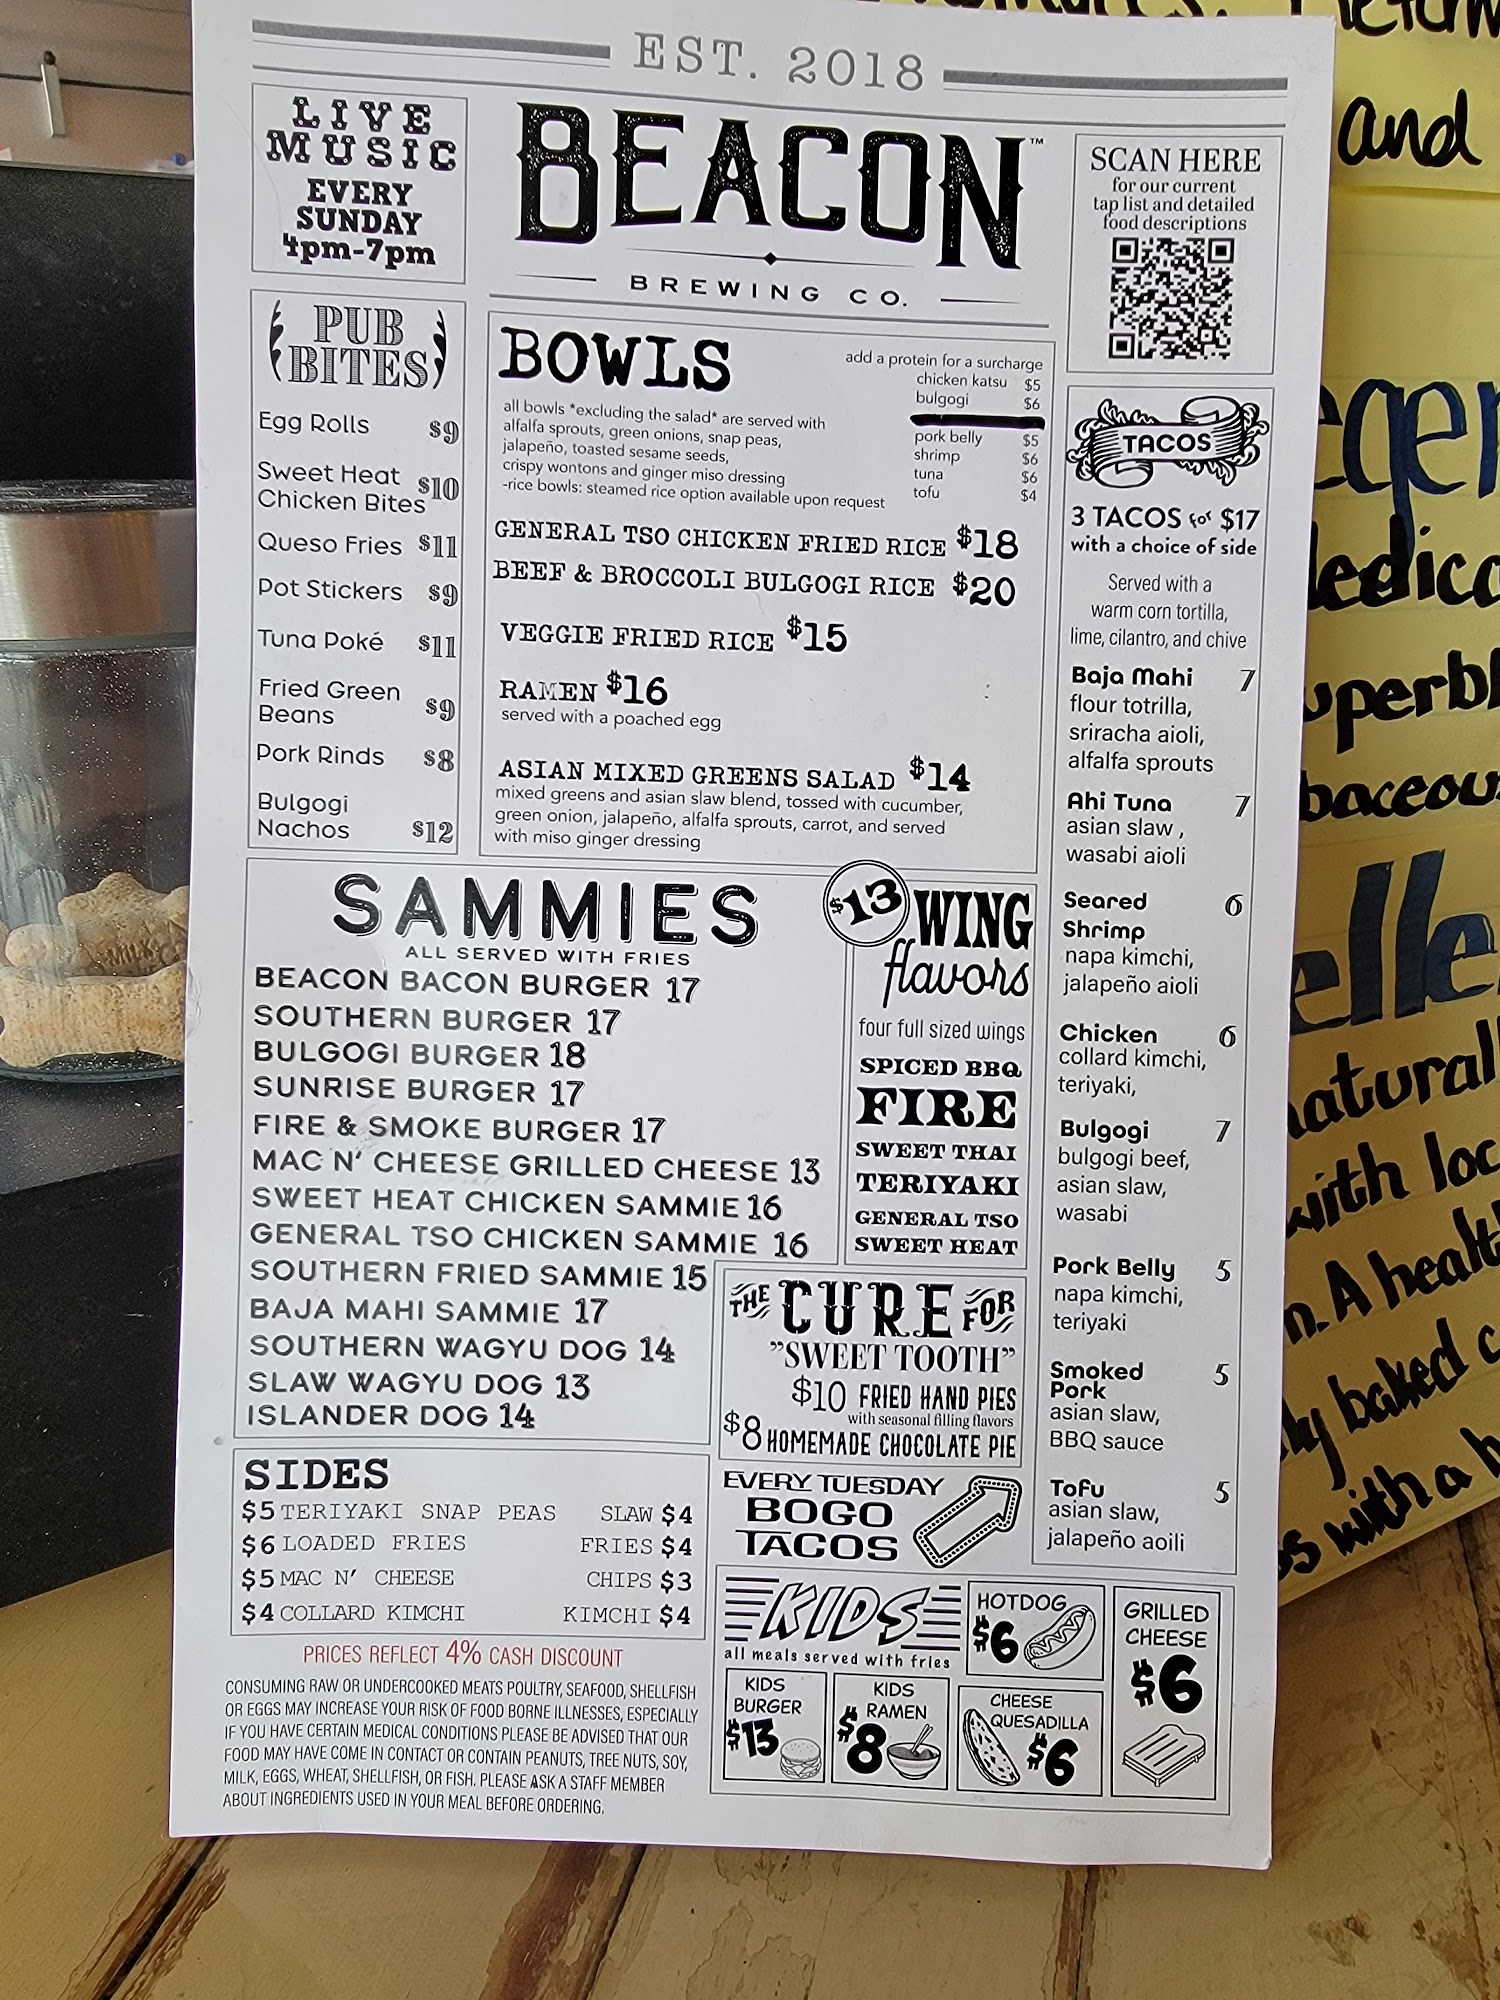 EST. 2018
LIVE
MUSIC
EVERY
SUNDAY
4pm-7pm
BEACON™
BREWING CO.
SCAN HERE
for our current
tap list and detailed
food descriptions
PUB
BITES
Egg Rolls $9
Sweet Heat
Chicken Bites $10
Queso Fries $11
Pot Stickers $9
Tuna Poké $11
Fried Green
Beans $9
Pork Rinds $8
Bulgogi
Nachos $12
BOWLS
all bowls *excluding the salad* are served with
alfalfa sprouts, green onions, snap peas,
jalapeño, toasted sesame seeds,
crispy wontons and ginger miso dressing
-rice bowls: steamed rice option available upon request
add a protein for a surcharge
chicken katsu $5
bulgogi $6
pork belly $5
shrimp $6
tuna $6
tofu $4
GENERAL TSO CHICKEN FRIED RICE $18
BEEF & BROCCOLI BULGOGI RICE $20
VEGGIE FRIED RICE $15
RAMEN $16
served with a poached egg
ASIAN MIXED GREENS SALAD $14
mixed greens and asian slaw blend, tossed with cucumber,
green onion, jalapeño, alfalfa sprouts, carrot, and served
with miso ginger dressing
TACOS
3 TACOS for $17
with a choice of side
Served with a
warm corn tortilla,
lime, cilantro, and chive
Baja Mahi 7
flour totrilla,
sriracha aioli,
alfalfa sprouts
Ahi Tuna 7
asian slaw ,
wasabi aioli
Seared 6
Shrimp
napa kimchi,
jalapeño aioli
Chicken 6
collard kimchi,
teriyaki,
Bulgogi 7
bulgogi beef,
asian slaw,
wasabi
Pork Belly 5
napa kimchi,
teriyaki
Smoked 5
Pork
asian slaw,
BBQ sauce
Tofu 5
asian slaw,
jalapeño aoili
SAMMIES
ALL SERVED WITH FRIES
BEACON BACON BURGER 17
SOUTHERN BURGER 17
BULGOGI BURGER 18
SUNRISE BURGER 17
FIRE & SMOKE BURGER 17
MAC N' CHEESE GRILLED CHEESE 13
SWEET HEAT CHICKEN SAMMIE 16
GENERAL TSO CHICKEN SAMMIE 16
SOUTHERN FRIED SAMMIE 15
BAJA MAHI SAMMIE 17
SOUTHERN WAGYU DOG 14
SLAW WAGYU DOG 13
ISLANDER DOG 14
$13 WING
flavors
four full sized wings
SPICED BBQ
FIRE
SWEET THAI
TERIYAKI
GENERAL TSO
SWEET HEAT
THE CURE FOR
"SWEET TOOTH"
$10 FRIED HAND PIES
with seasonal filling flavors
$8 HOMEMADE CHOCOLATE PIE
SIDES
$5 TERIYAKI SNAP PEAS SLAW $4
$6 LOADED FRIES FRIES $4
$5 MAC N' CHEESE CHIPS $3
$4 COLLARD KIMCHI KIMCHI $4
EVERY TUESDAY
BOGO
TACOS
KIDS
all meals served with fries
HOTDOG
$6
GRILLED
CHEESE
$6
KIDS
BURGER
$13
KIDS
RAMEN
$8
CHEESE
QUESADILLA
$6
PRICES REFLECT 4% CASH DISCOUNT
CONSUMING RAW OR UNDERCOOKED MEATS POULTRY, SEAFOOD, SHELLFISH
OR EGGS MAY INCREASE YOUR RISK OF FOOD BORNE ILLNESSES, ESPECIALLY
IF YOU HAVE CERTAIN MEDICAL CONDITIONS PLEASE BE ADVISED THAT OUR
FOOD MAY HAVE COME IN CONTACT OR CONTAIN PEANUTS, TREE NUTS, SOY,
MILK, EGGS, WHEAT, SHELLFISH, OR FISH. PLEASE ASK A STAFF MEMBER
ABOUT INGREDIENTS USED IN YOUR MEAL BEFORE ORDERING.
and
with
A
baked
with a